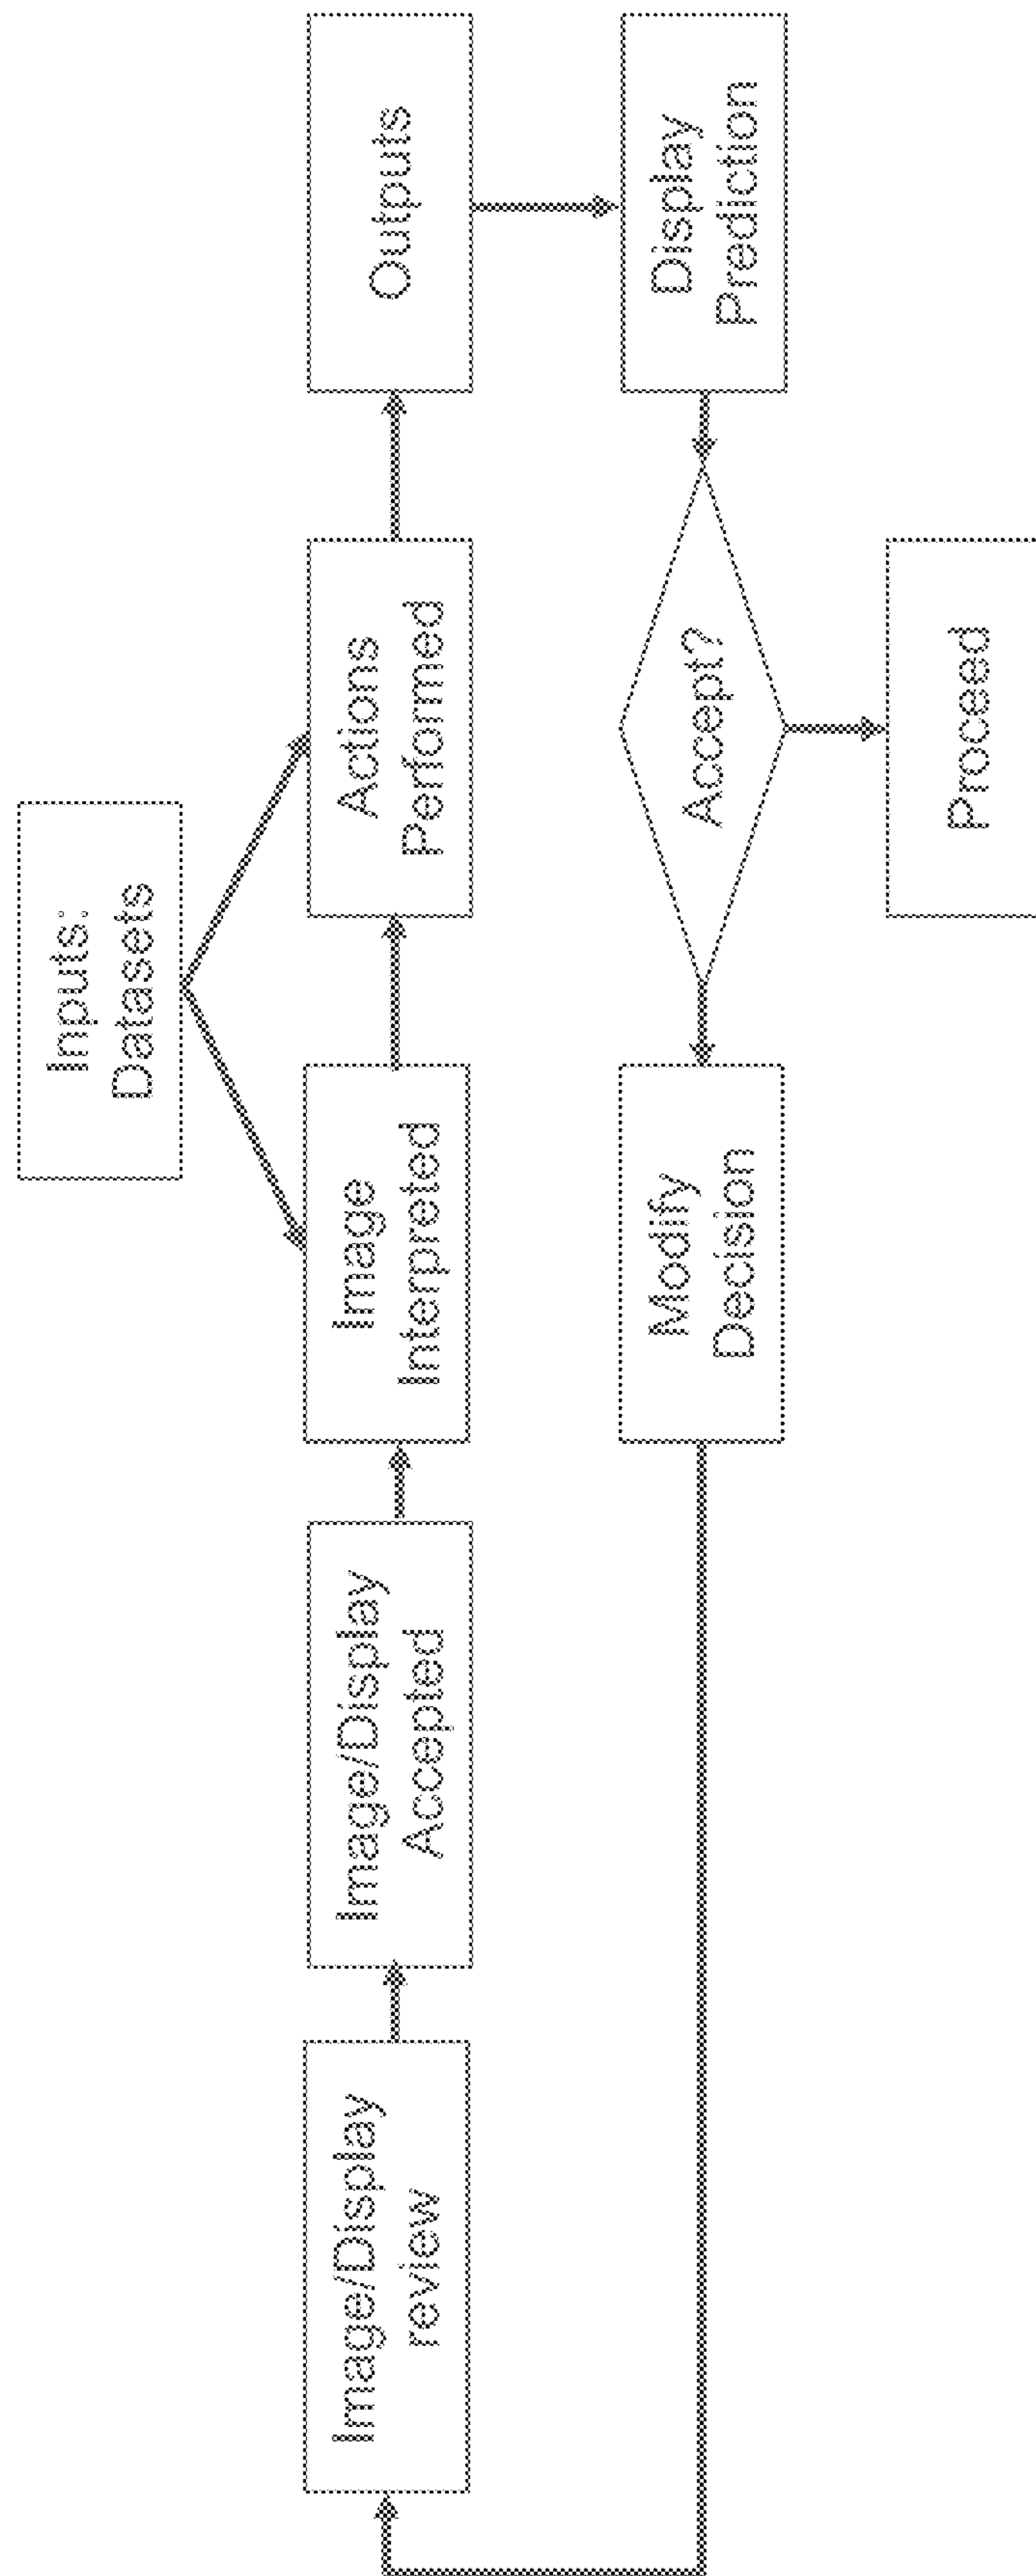 Inputs:
Datasets
Image/Display
review
Image/Display
Accepted
Image
Interpreted
Actions
Performed
Outputs
Modify
Decision
Accept?
Display
Prediction
Proceed